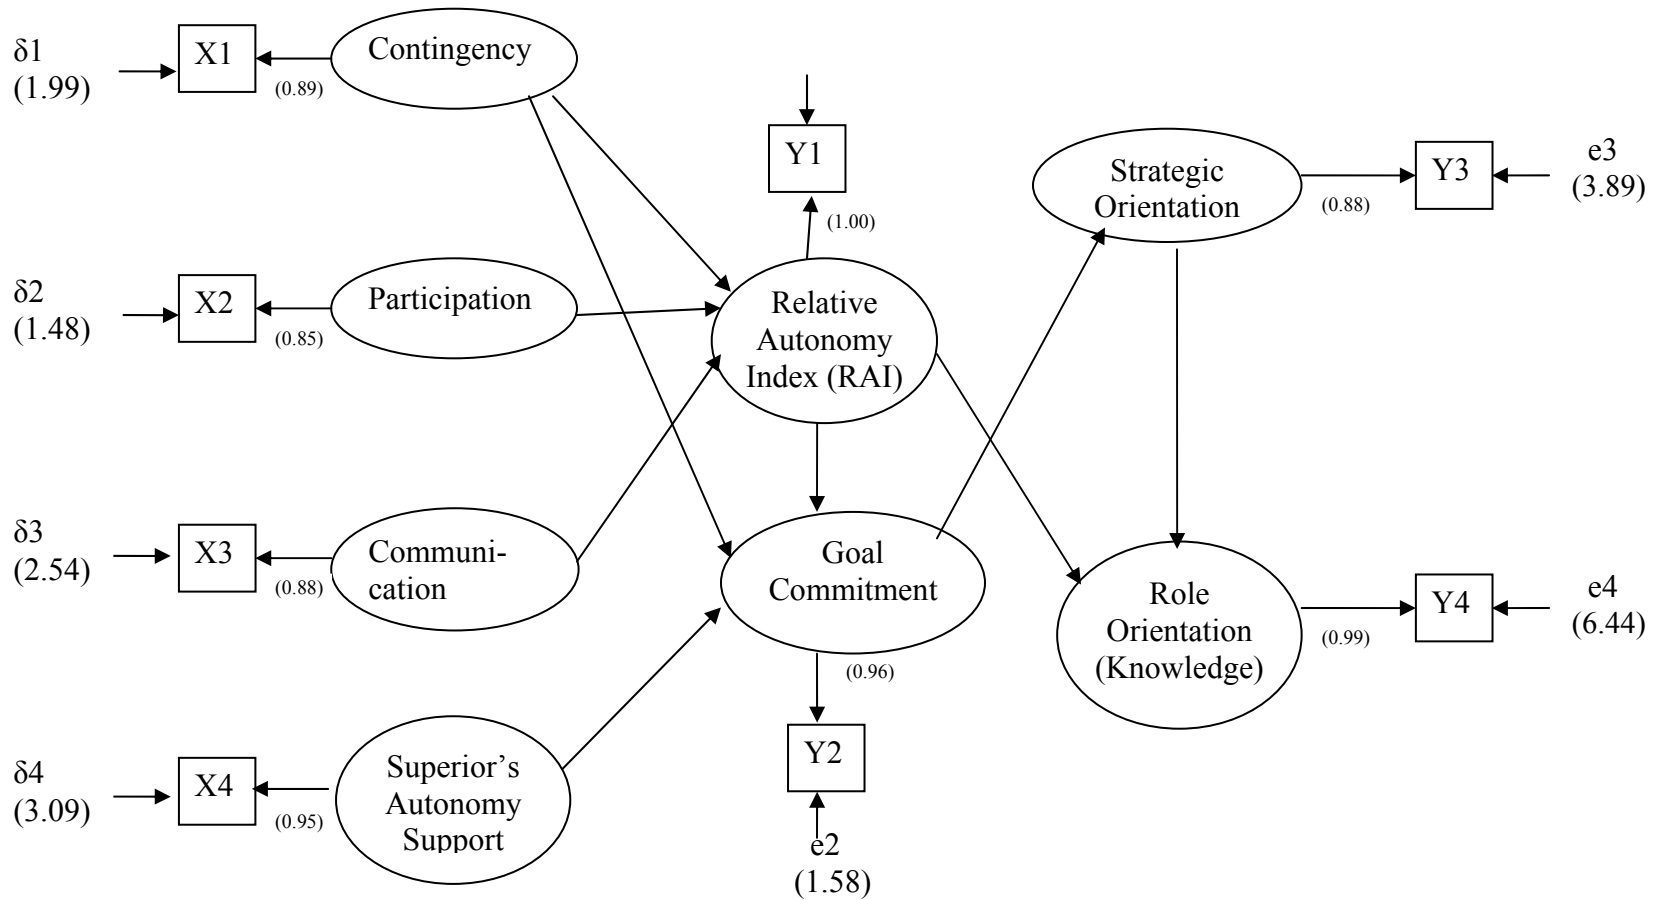 δ1
(1.99)
X1
(0.89)
Contingency
δ2
(1.48)
X2
(0.85)
Participation
δ3
(2.54)
X3
(0.88)
Communi-
cation
δ4
(3.09)
X4
(0.95)
Superior’s
Autonomy
Support
Y1
(1.00)
Relative
Autonomy
Index (RAI)
Goal
Commitment
(0.96)
Y2
e2
(1.58)
Strategic
Orientation
(0.88)
Y3
e3
(3.89)
Role
Orientation
(Knowledge)
(0.99)
Y4
e4
(6.44)